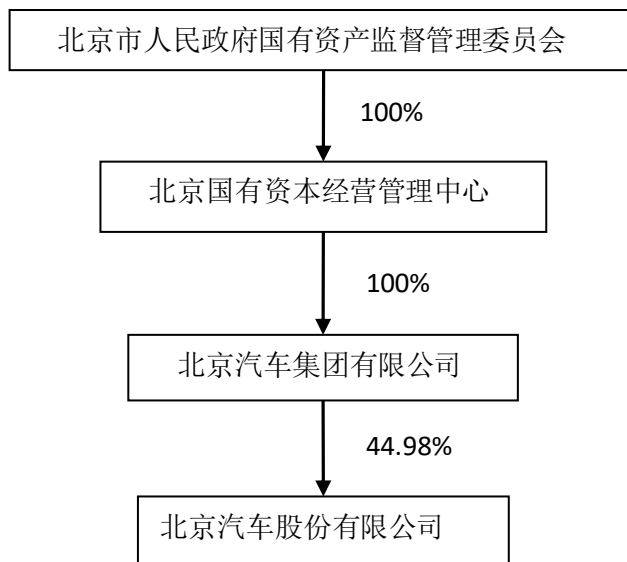 北京市人民政府国有资产监督管理委员会
100%
北京国有资本经营管理中心
100%
北京汽车集团有限公司
44.98%
北京汽车股份有限公司